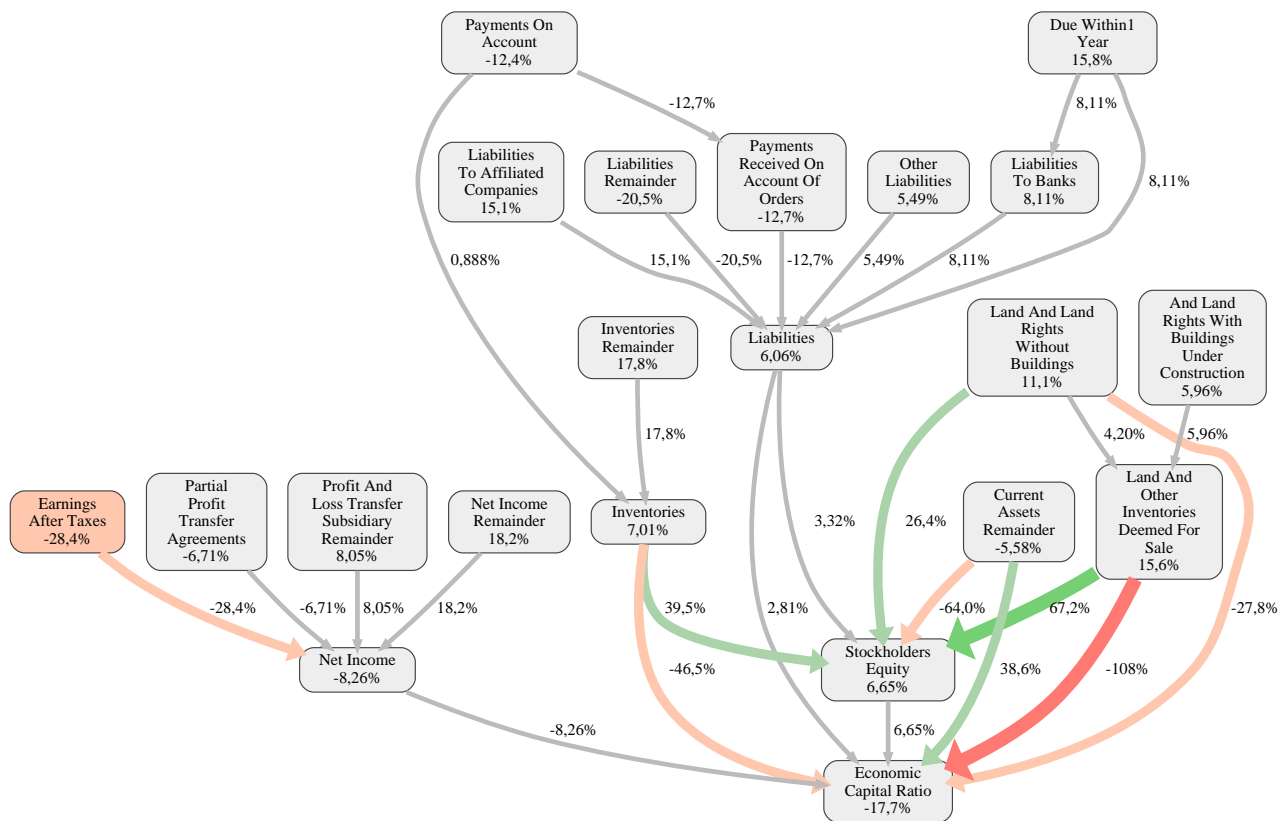 Payments On
Account
-12,4%
Due Within1
Year
15,8%
-12,7%
8,11%
Liabilities
To Affiliated
Companies
15,1%
Liabilities
Remainder
-20,5%
Payments
Received On
Account Of
Orders
-12,7%
Other
Liabilities
5,49%
Liabilities
To Banks
8,11%
8,11%
0,888%
15,1%
-20,5%
-12,7%
5,49%
8,11%
Inventories
Remainder
17,8%
Liabilities
6,06%
Land And Land
Rights
Without
Buildings
11,1%
And Land
Rights With
Buildings
Under
Construction
5,96%
17,8%
4,20%
5,96%
Earnings
After Taxes
-28,4%
Partial
Profit
Transfer
Agreements
-6,71%
Profit And
Loss Transfer
Subsidiary
Remainder
8,05%
Net Income
Remainder
18,2%
Inventories
7,01%
3,32%
26,4%
Current
Assets
Remainder
-5,58%
Land And
Other
Inventories
Deemed For
Sale
15,6%
-28,4%
-6,71%
8,05%
18,2%
39,5%
2,81%
-64,0%
67,2%
-27,8%
Net Income
-8,26%
-46,5%
Stockholders
Equity
6,65%
38,6%
-108%
-8,26%
6,65%
Economic
Capital Ratio
-17,7%